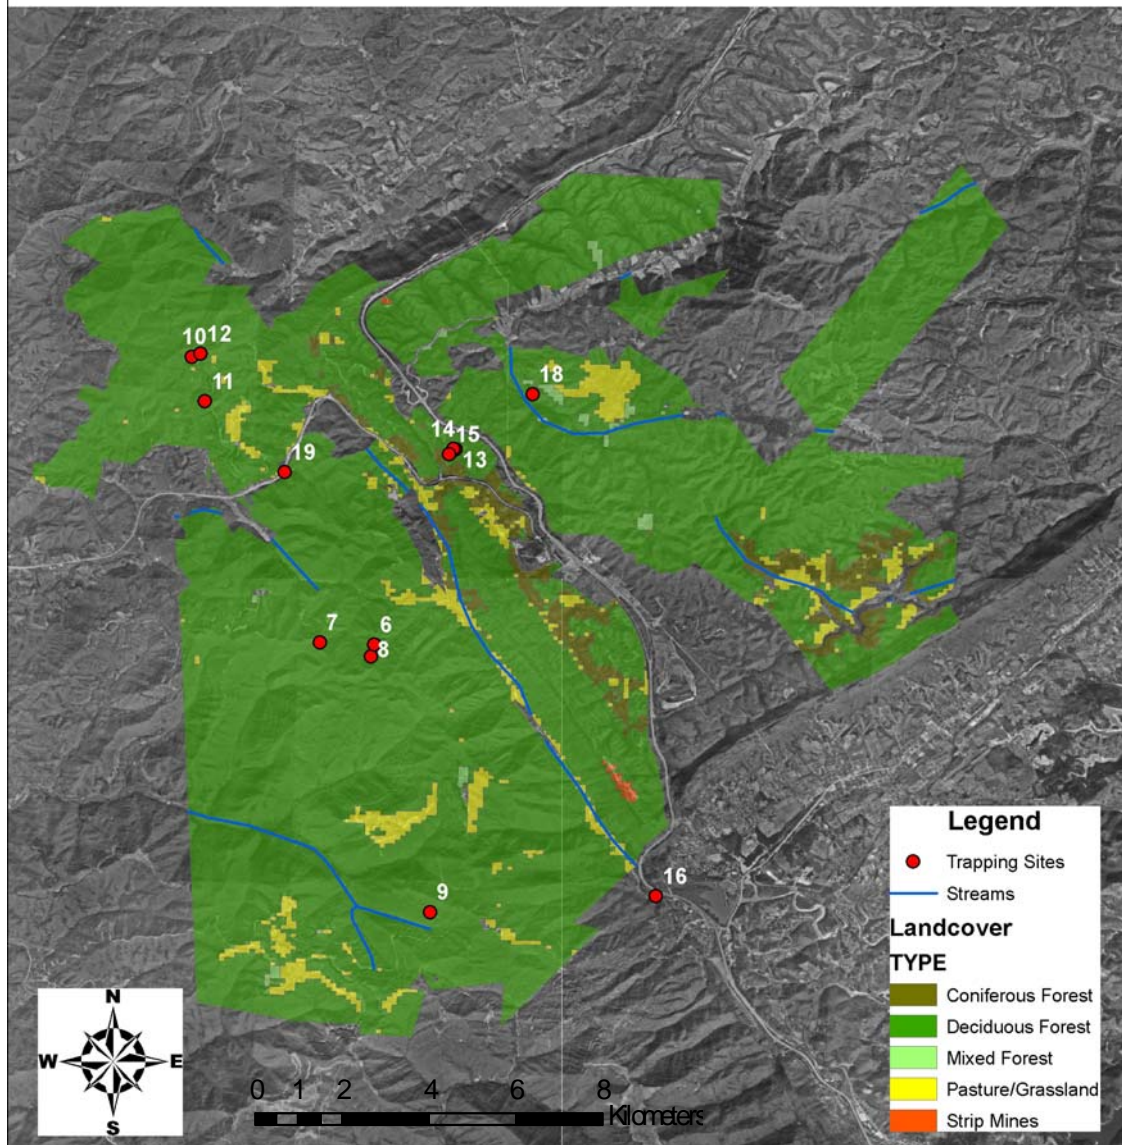 10 12
11
18
14 15
13
19
7
6
8
9
16
N
W E
S
0 1 2 4 6 8
Kilometers
Legend
Trapping Sites
Streams
Landcover
TYPE
Coniferous Forest
Deciduous Forest
Mixed Forest
Pasture/Grassland
Strip Mines